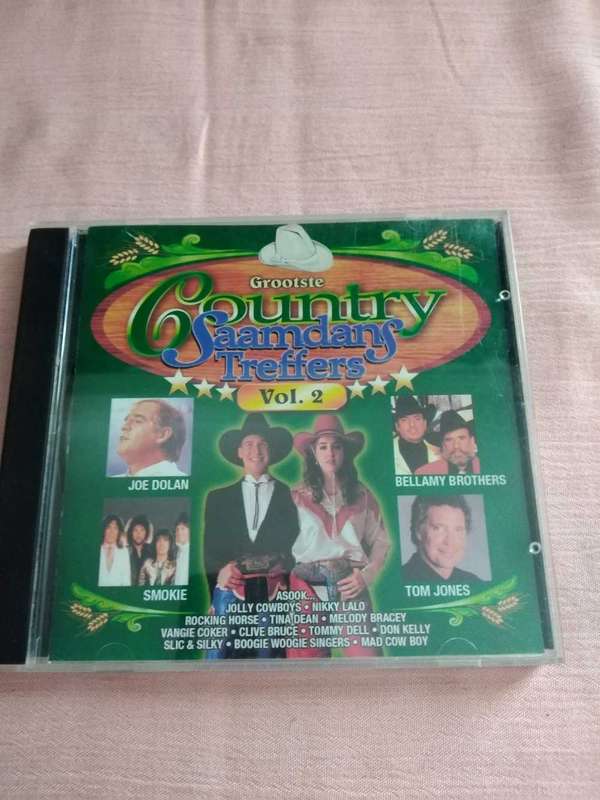 Grootste
Country
Saamdans
Treffers
Vol. 2
JOE DOLAN
BELLAMY BROTHERS
SMOKIE
TOM JONES
ASOOK...
JOLLY COWBOYS • NIKKY LALO
ROCKING HORSE • TINA DEAN • MELODY BRACEY
VANGIE COKER • CLIVE BRUCE • TOMMY DELL • DON KELLY
SLIC & SILKY • BOOGIE WOOGIE SINGERS • MAD COW BOY